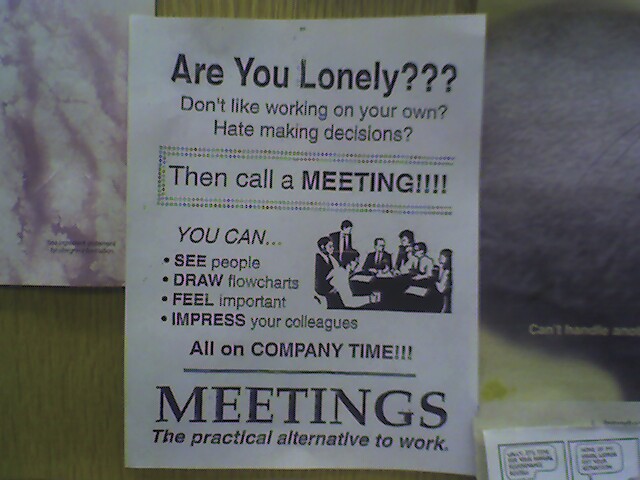 Are You Lonely???
Don't like working on your own?
Hate making decisions?
Then call a MEETING!!!!
YOU CAN...
• SEE people
• DRAW flowcharts
• FEEL important
• IMPRESS your colleagues
All on COMPANY TIME!!!
MEETINGS
The practical alternative to work.
Can't handle